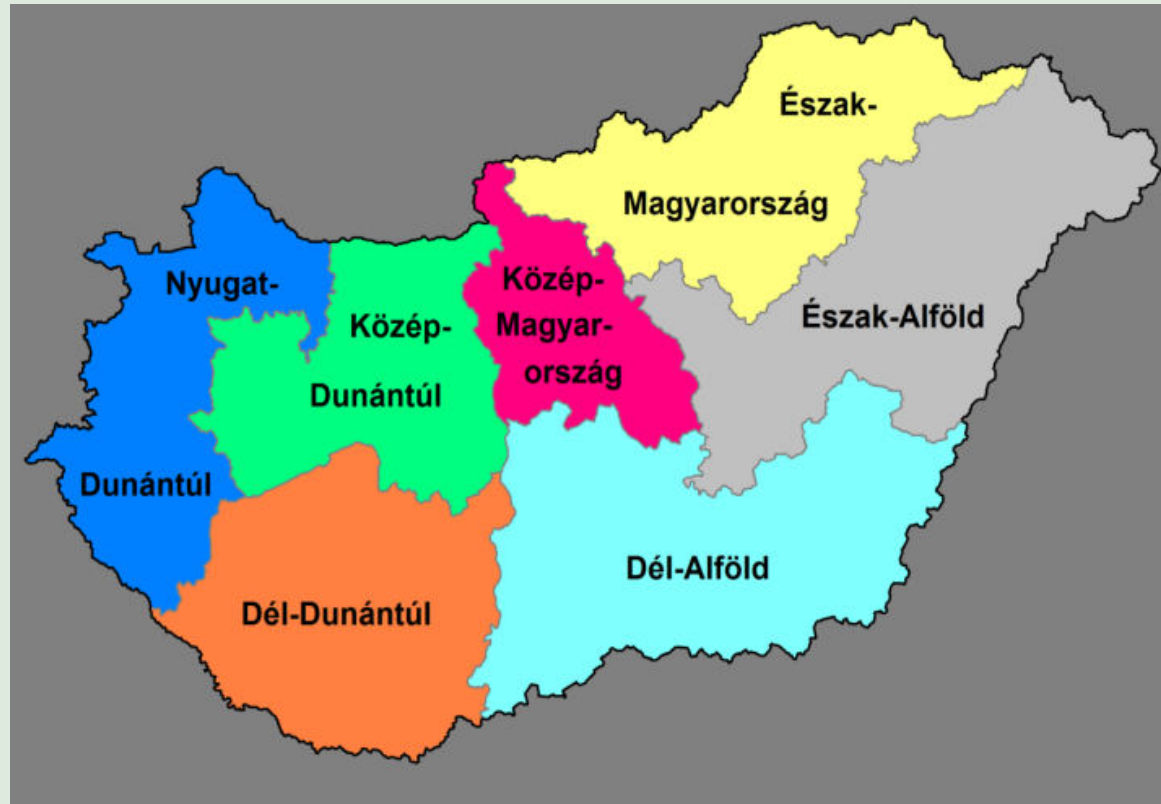 Észak-
Magyarország
Nyugat-
Dunántúl
Közép-
Dunántúl
Közép-
Magyar-
ország
Észak-Alföld
Dél-Alföld
Dél-Dunántúl